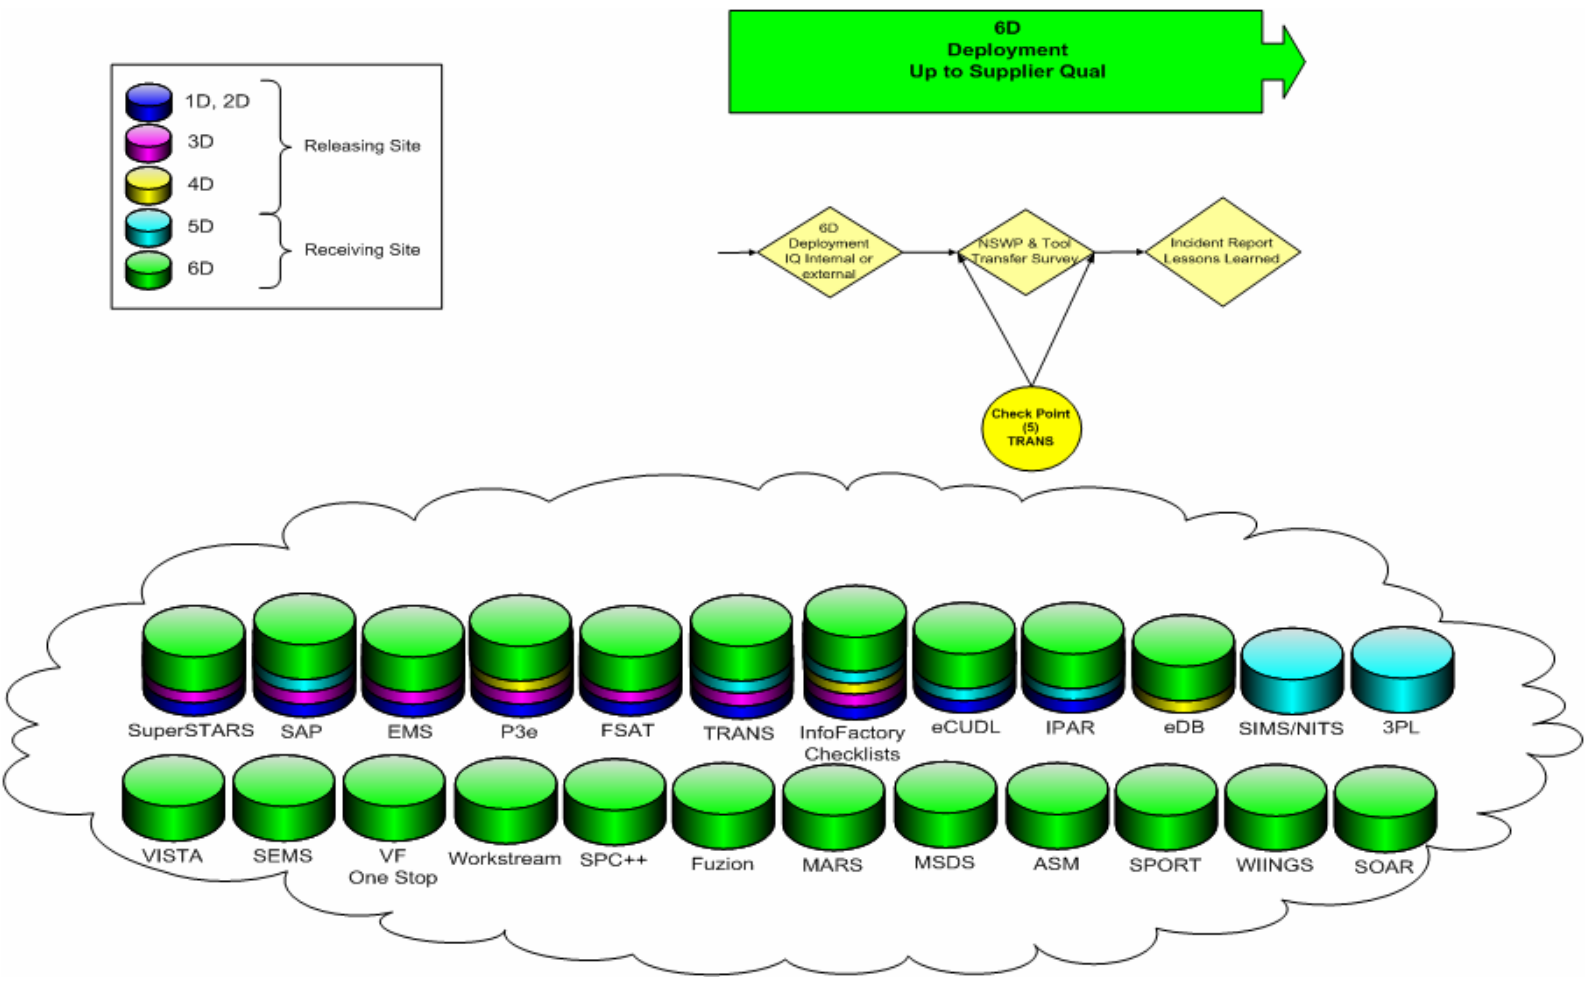 6D
Deployment
Up to Supplier Qual
1D, 2D
3D
4D
5D
6D
Releasing Site
Receiving Site
6D
Deployment
IQ Internal or
external
NSWP & Tool
Transfer Survey
Incident Report
Lessons Learned
Check Point
(5)
TRANS
SuperSTARS
SAP
EMS
P3e
FSAT
TRANS
InfoFactory
Checklists
eCUDL
IPAR
eDB
SIMS/NITS
3PL
VISTA
SEMS
VF
One Stop
Workstream
SPC++
Fuzion
MARS
MSDS
ASM
SPORT
WIINGS
SOAR